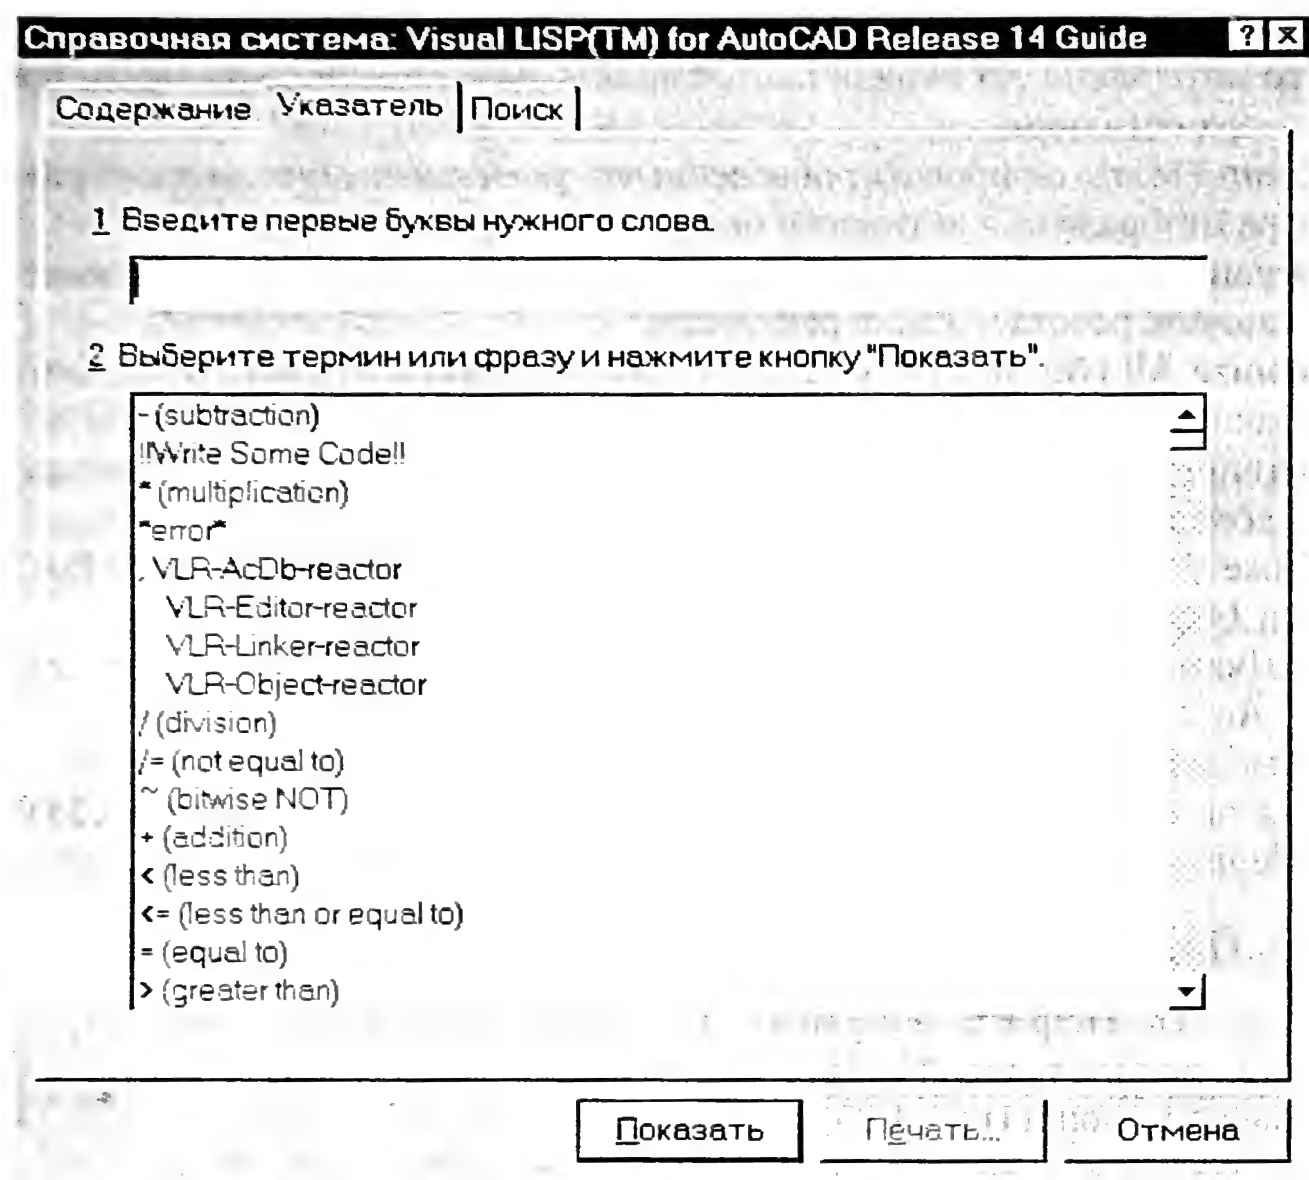 Справочная система: Visual LISP(TM) for AutoCAD Release 14 Guide ? X
Содержание Указатель Поиск
1 Введите первые буквы нужного слова.
2 Выберите термин или фразу и нажмите кнопку "Показать".
- (subtraction)
!!Write Some Code!!
* (multiplication)
*error*
, VLR-AcDb-reactor
VLR-Editor-reactor
VLR-Linker-reactor
VLR-Object-reactor
/ (division)
/= (not equal to)
~ (bitwise NOT)
+ (addition)
< (less than)
<= (less than or equal to)
= (equal to)
> (greater than)
Показать Печать... Отмена